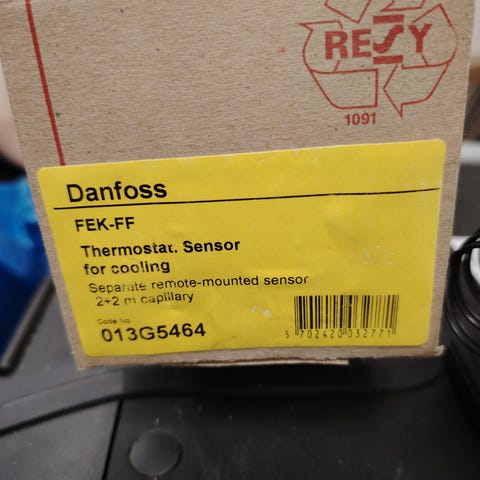 RESY
1091
Danfoss
FEK-FF
Thermostat. Sensor
for cooling
Separate remote-mounted sensor
2+2 m capillary
Code No
013G5464
5 702420 032771